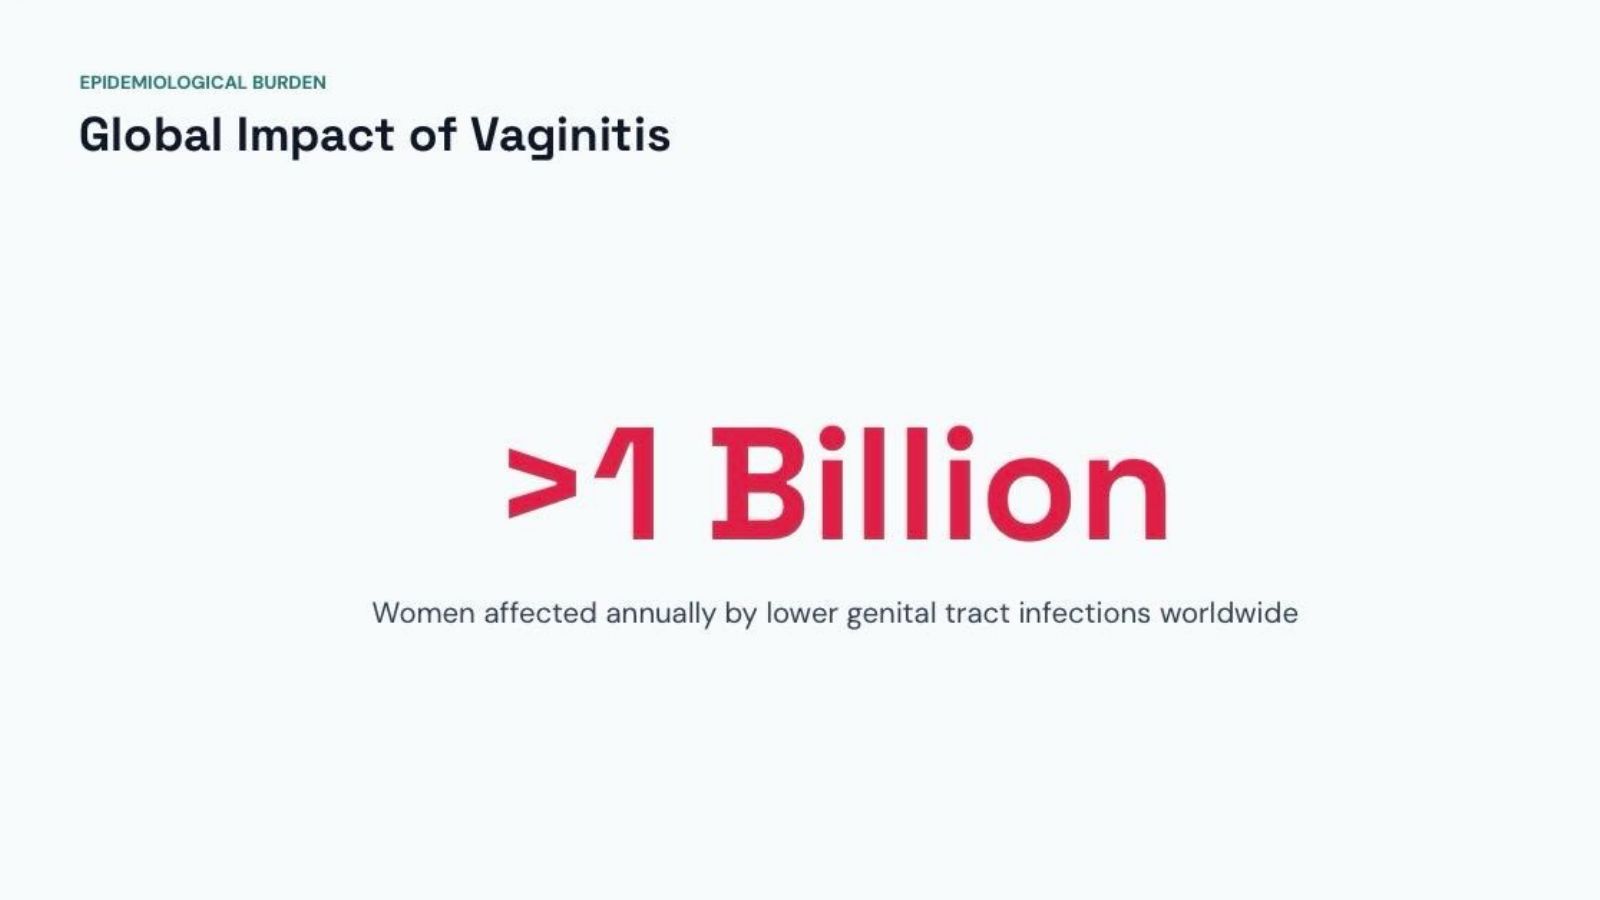 EPIDEMIOLOGICAL BURDEN
Global Impact of Vaginitis
>1 Billion
Women affected annually by lower genital tract infections worldwide